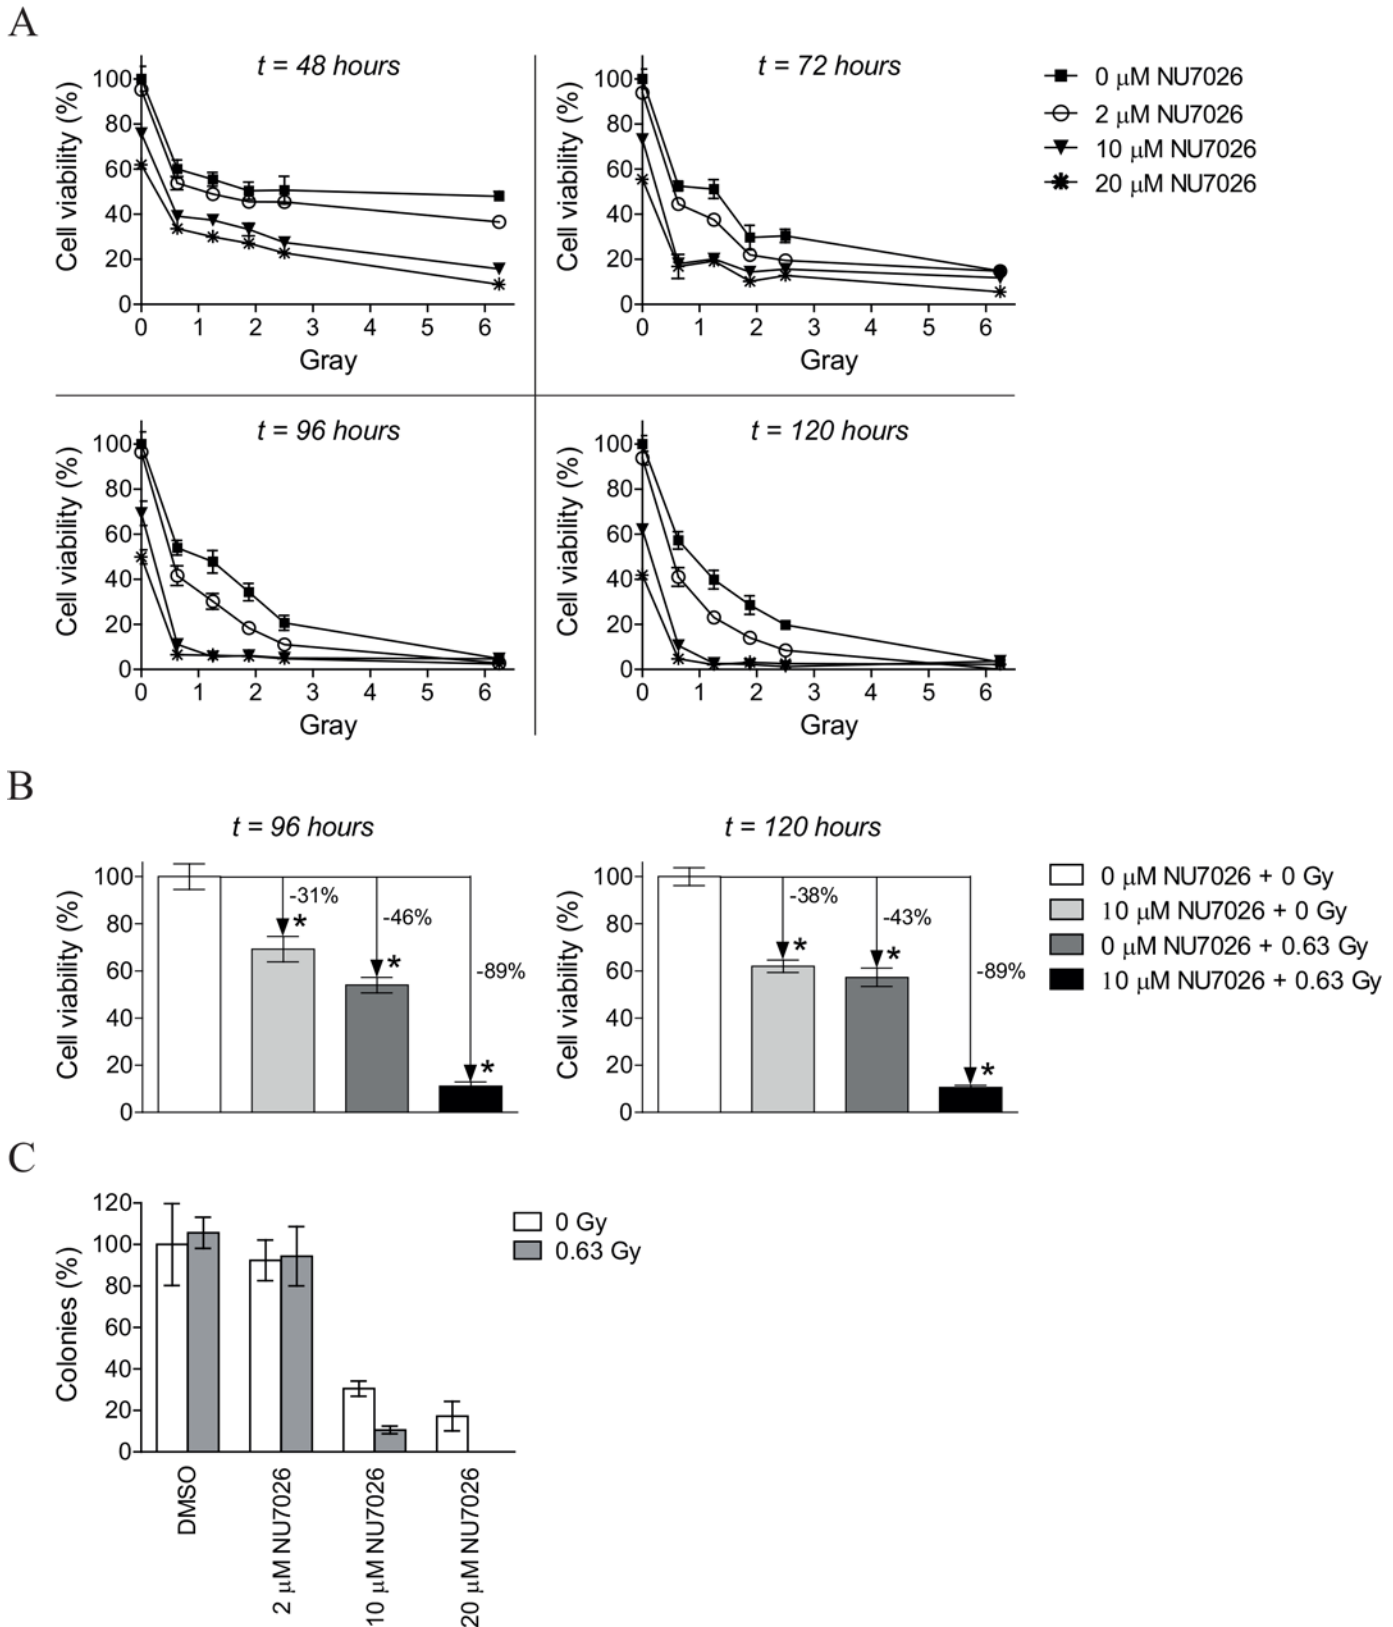 A
t = 48 hours
Cell viability (%)
100
80
60
40
20
0
0 1 2 3 4 5 6
Gray
t = 72 hours
Cell viability (%)
100
80
60
40
20
0
0 1 2 3 4 5 6
Gray
0 μM NU7026
2 μM NU7026
10 μM NU7026
20 μM NU7026
t = 96 hours
Cell viability (%)
100
80
60
40
20
0
0 1 2 3 4 5 6
Gray
t = 120 hours
Cell viability (%)
100
80
60
40
20
0
0 1 2 3 4 5 6
Gray
B
t = 96 hours
Cell viability (%)
100
80
60
40
20
0
-31%
-46%
-89%
*
*
*
t = 120 hours
Cell viability (%)
100
80
60
40
20
0
-38%
-43%
-89%
*
*
*
0 μM NU7026 + 0 Gy
10 μM NU7026 + 0 Gy
0 μM NU7026 + 0.63 Gy
10 μM NU7026 + 0.63 Gy
C
Colonies (%)
120
100
80
60
40
20
0
DMSO
2 μM NU7026
10 μM NU7026
20 μM NU7026
0 Gy
0.63 Gy